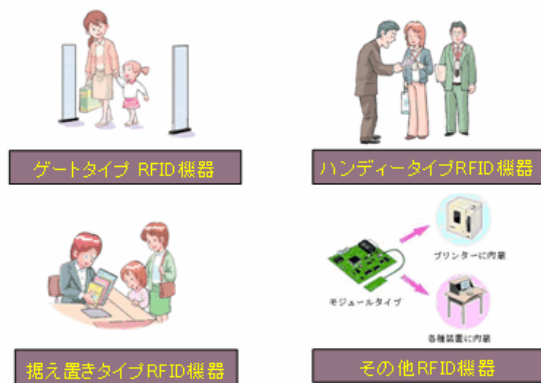 ゲートタイプ RFID機器
ハンディータイプRFID機器
プリンターに内蔵
モジュールタイプ
各種装置に内蔵
据え置きタイプRFID機器
その他RFID機器